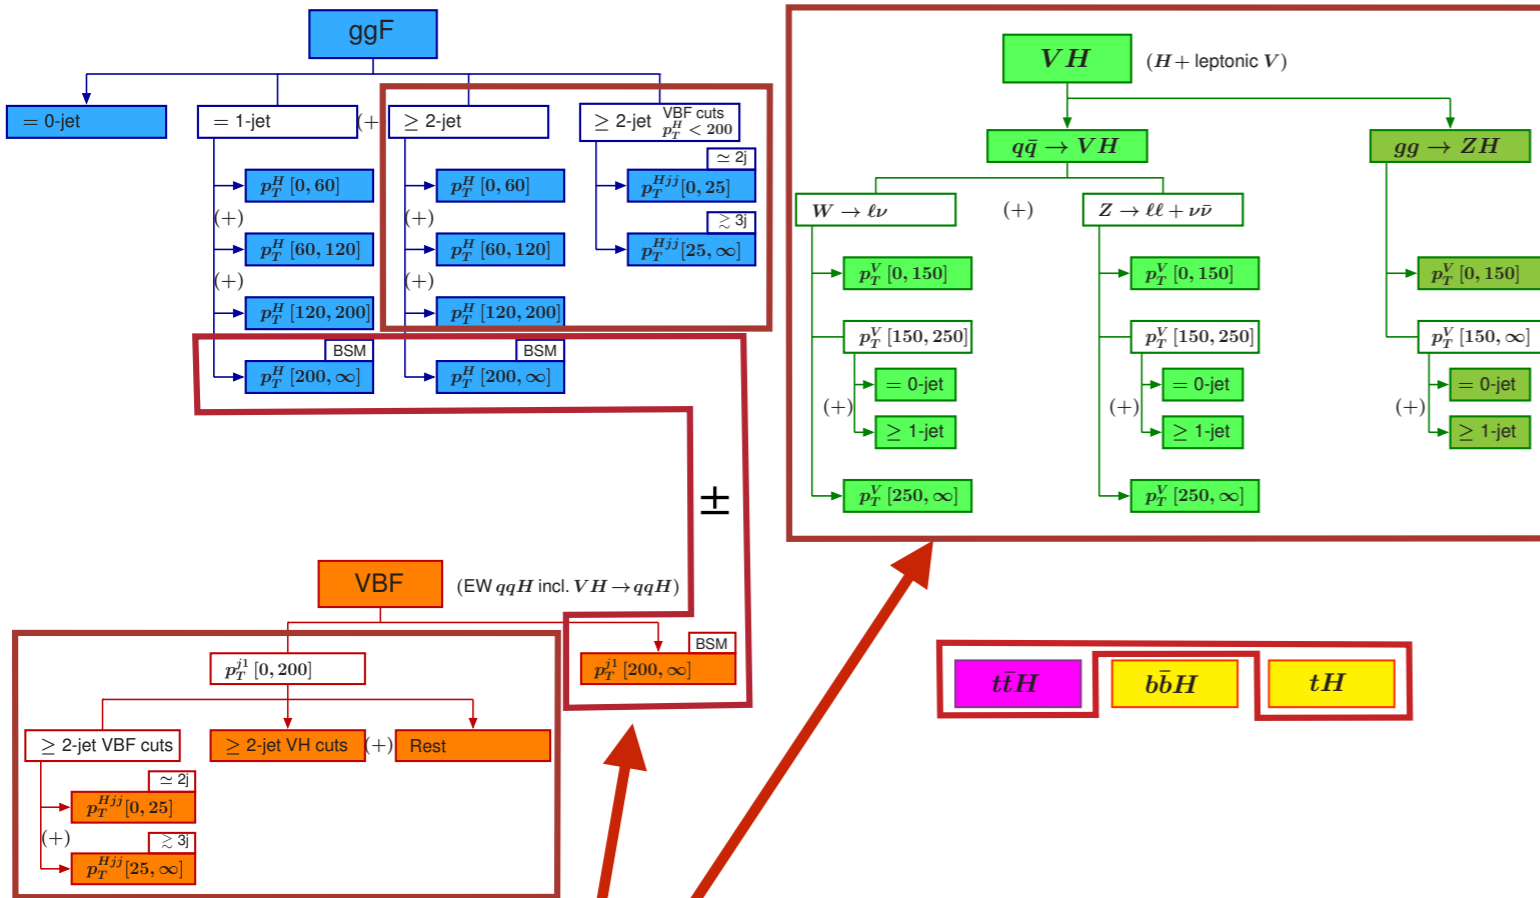 ggF
= 0-jet
= 1-jet
(+
≥ 2-jet
≥ 2-jet VBF cuts
p_T^H < 200
p_T^H [0, 60]
(+)
p_T^H [60, 120]
(+)
p_T^H [120, 200]
BSM
p_T^H [200, ∞]
p_T^H [0, 60]
(+)
p_T^H [60, 120]
(+)
p_T^H [120, 200]
BSM
p_T^H [200, ∞]
≃ 2j
p_T^{Hjj} [0, 25]
≳ 3j
p_T^{Hjj} [25, ∞]
±
VBF
(EW qqH incl. VH → qqH)
p_T^{j1} [0, 200]
BSM
p_T^{j1} [200, ∞]
≥ 2-jet VBF cuts
≥ 2-jet VH cuts
(+)
Rest
≃ 2j
p_T^{Hjj} [0, 25]
(+)
≳ 3j
p_T^{Hjj} [25, ∞]
VH
(H + leptonic V)
qq̄ → VH
gg → ZH
W → ℓν
(+)
Z → ℓℓ + νν̄
p_T^V [0, 150]
p_T^V [150, 250]
= 0-jet
(+)
≥ 1-jet
p_T^V [250, ∞]
p_T^V [0, 150]
p_T^V [150, 250]
= 0-jet
(+)
≥ 1-jet
p_T^V [250, ∞]
p_T^V [0, 150]
p_T^V [150, ∞]
= 0-jet
(+)
≥ 1-jet
tt̄H
bb̄H
tH